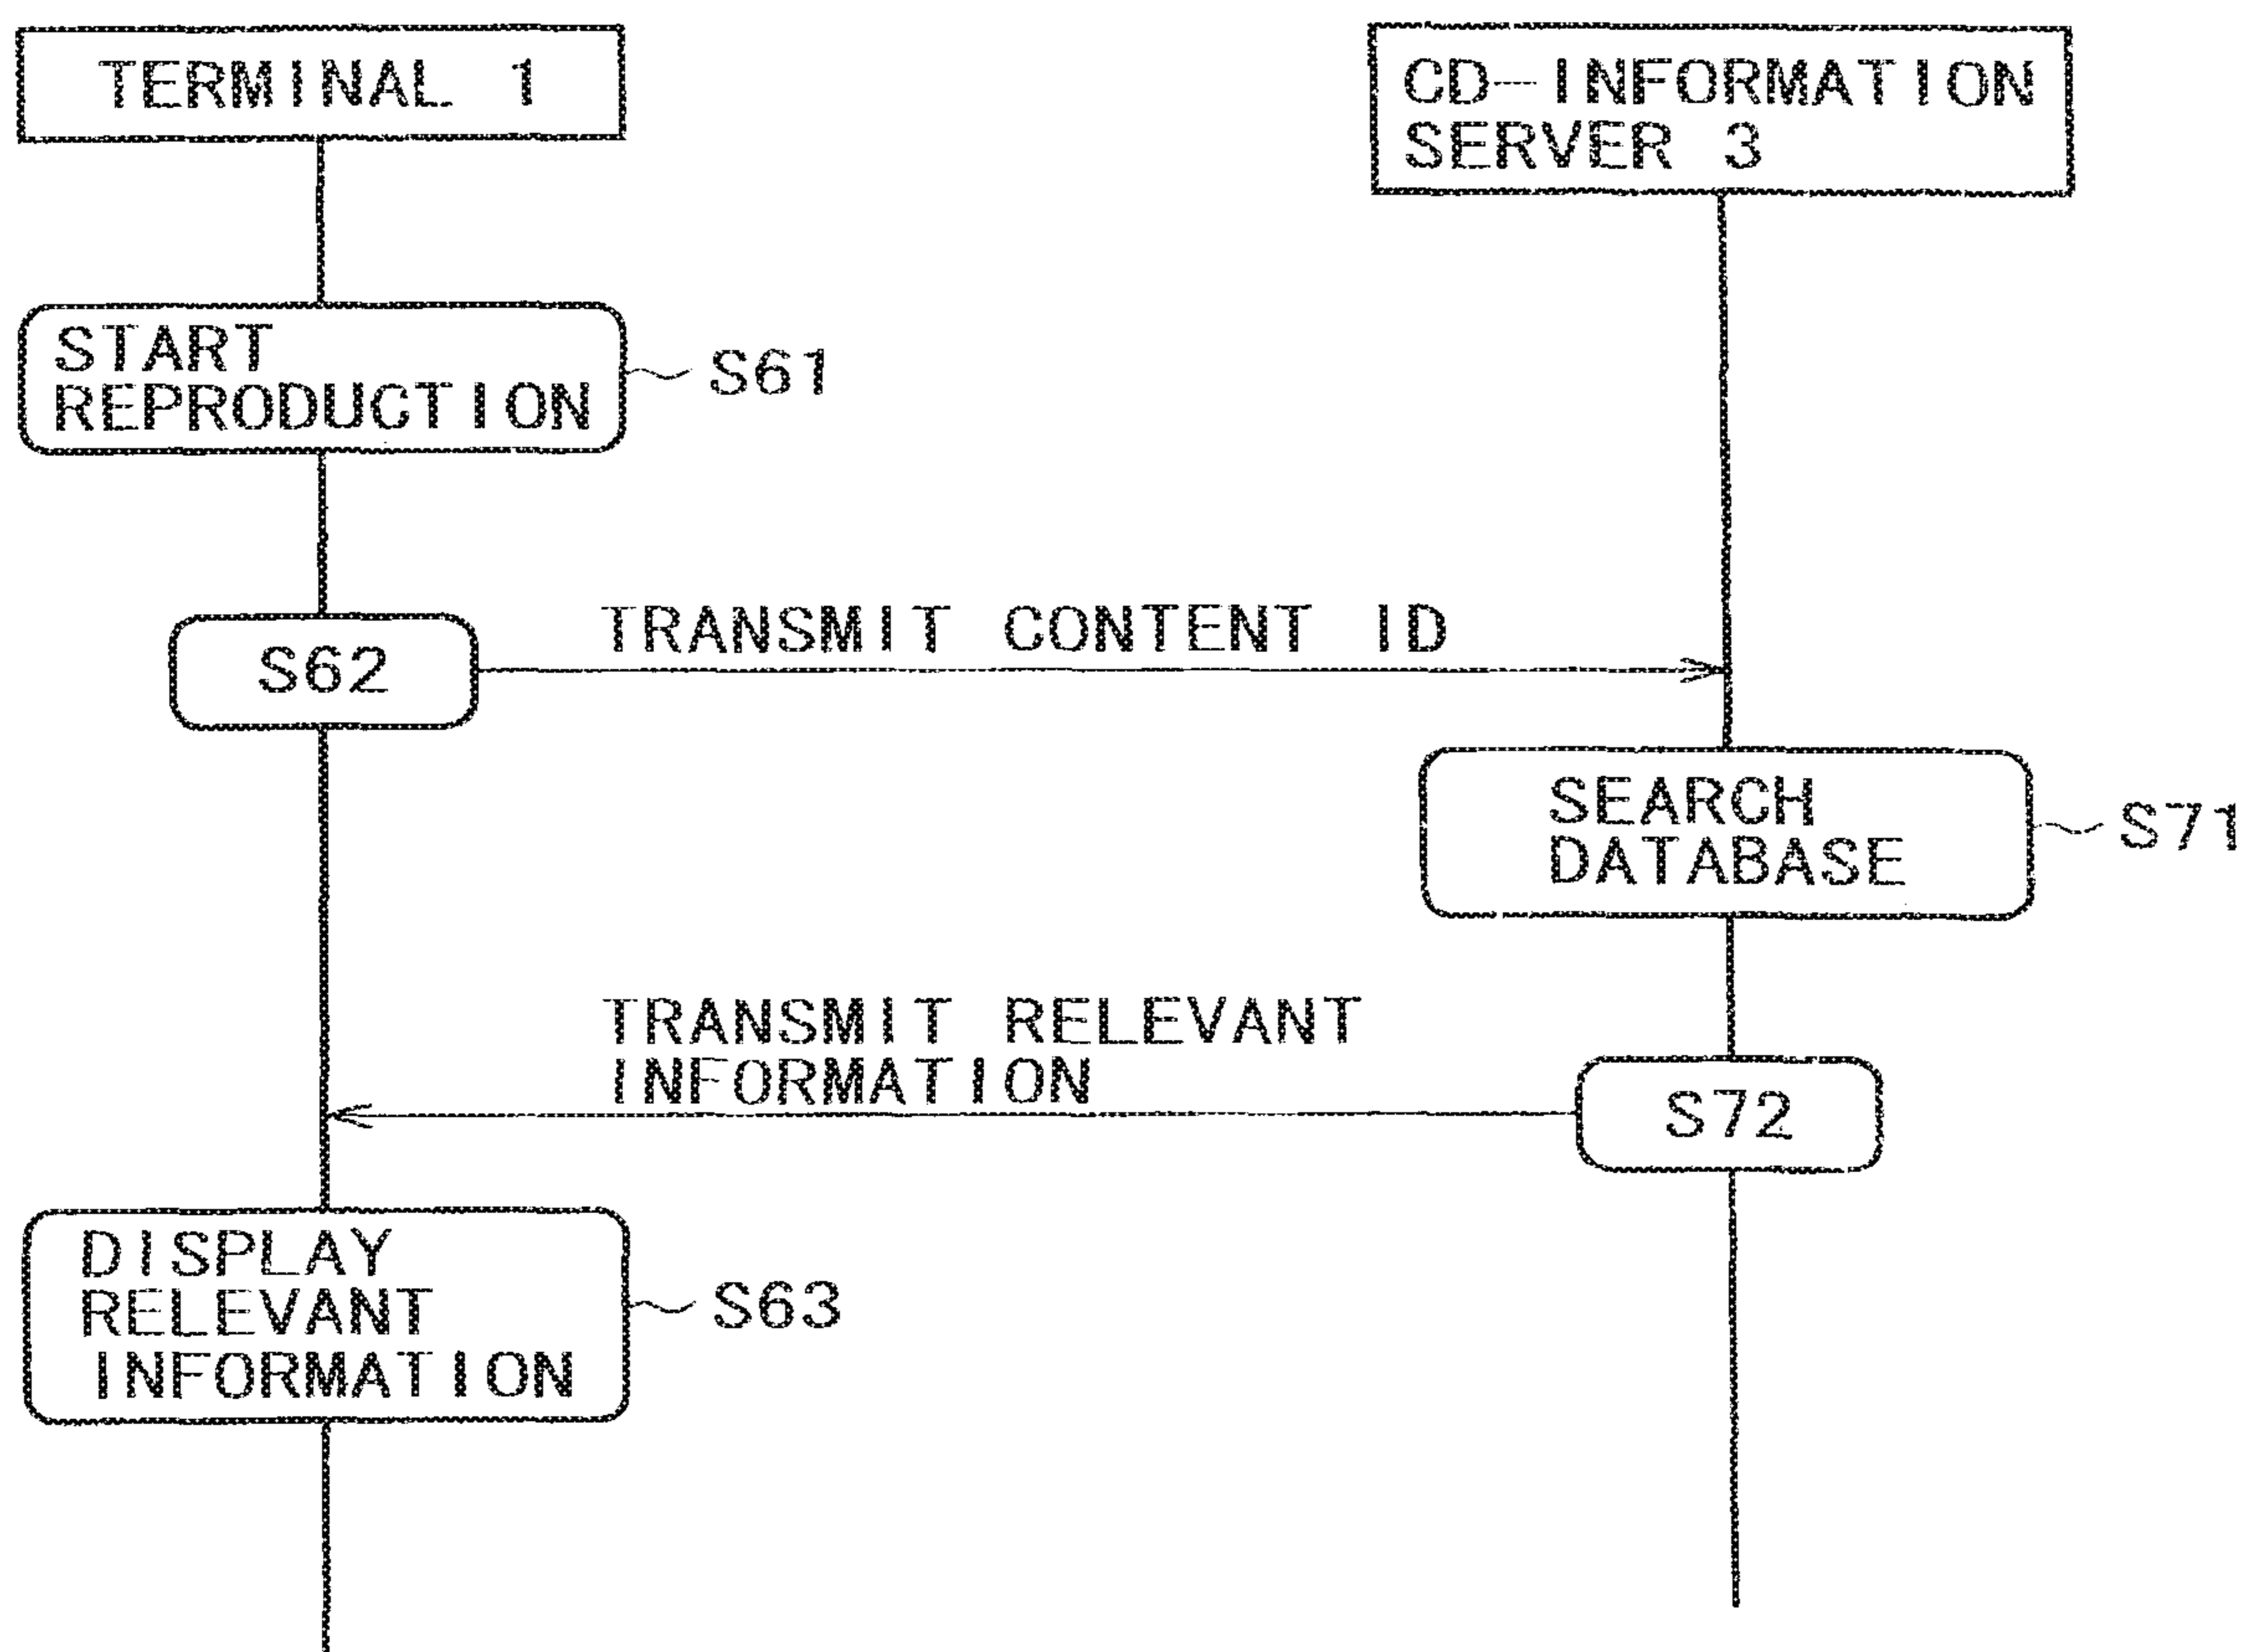 TERMINAL 1
CD-INFORMATION
SERVER 3
START
REPRODUCTION
S61
S62
TRANSMIT CONTENT ID
SEARCH
DATABASE
S71
TRANSMIT RELEVANT
INFORMATION
S72
DISPLAY
RELEVANT
INFORMATION
S63